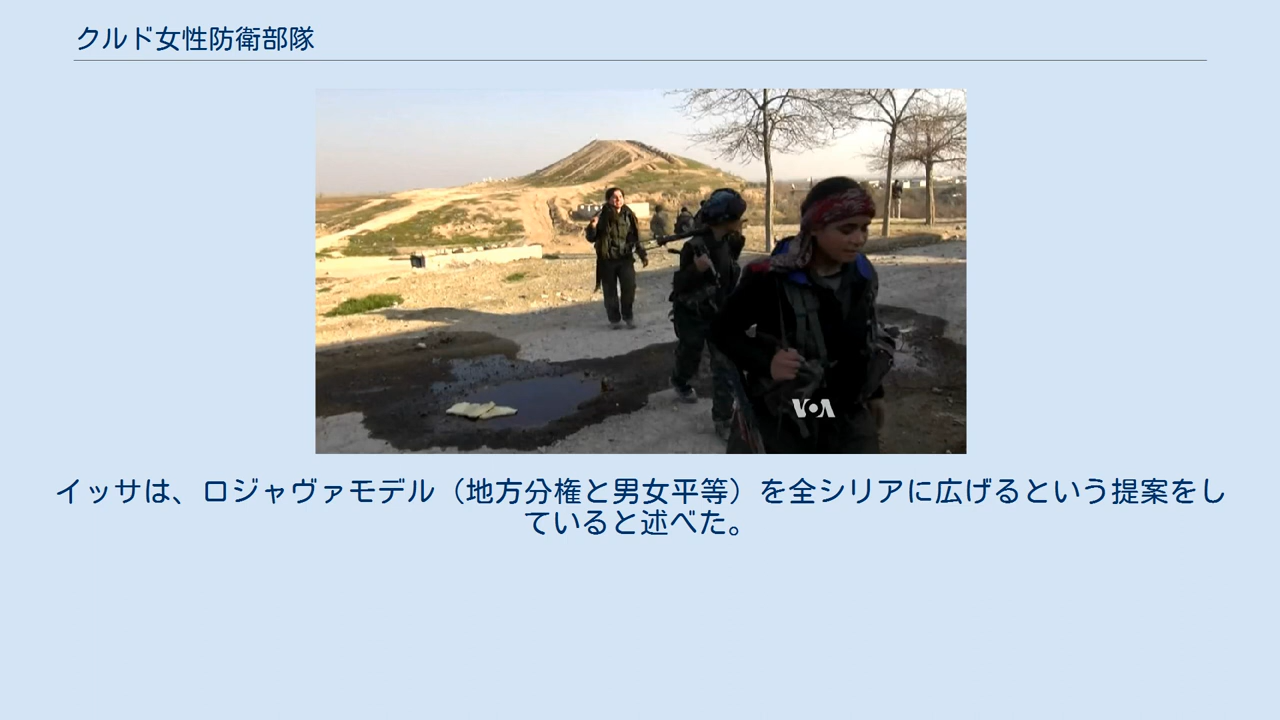 クルド女性防衛部隊
VOA
イッサは、ロジャヴァモデル（地方分権と男女平等）を全シリアに広げるという提案をし
ていると述べた。